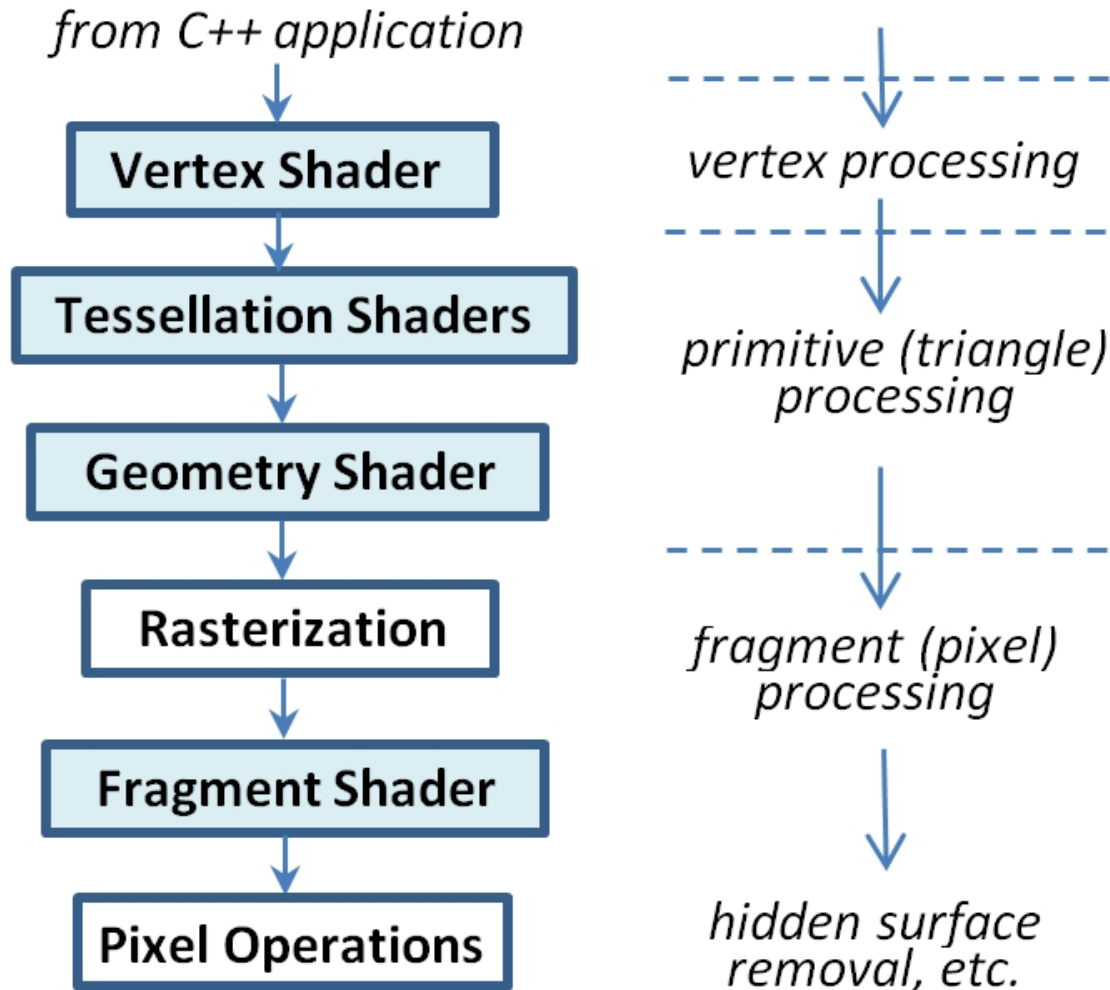 from C++ application
Vertex Shader
Tessellation Shaders
Geometry Shader
Rasterization
Fragment Shader
Pixel Operations
vertex processing
primitive (triangle)
processing
fragment (pixel)
processing
hidden surface
removal, etc.